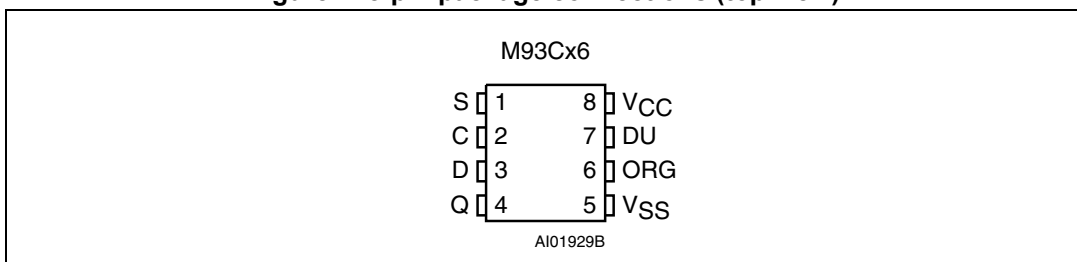 M93Cx6
S 1 8 VCC
C 2 7 DU
D 3 6 ORG
Q 4 5 VSS
AI01929B